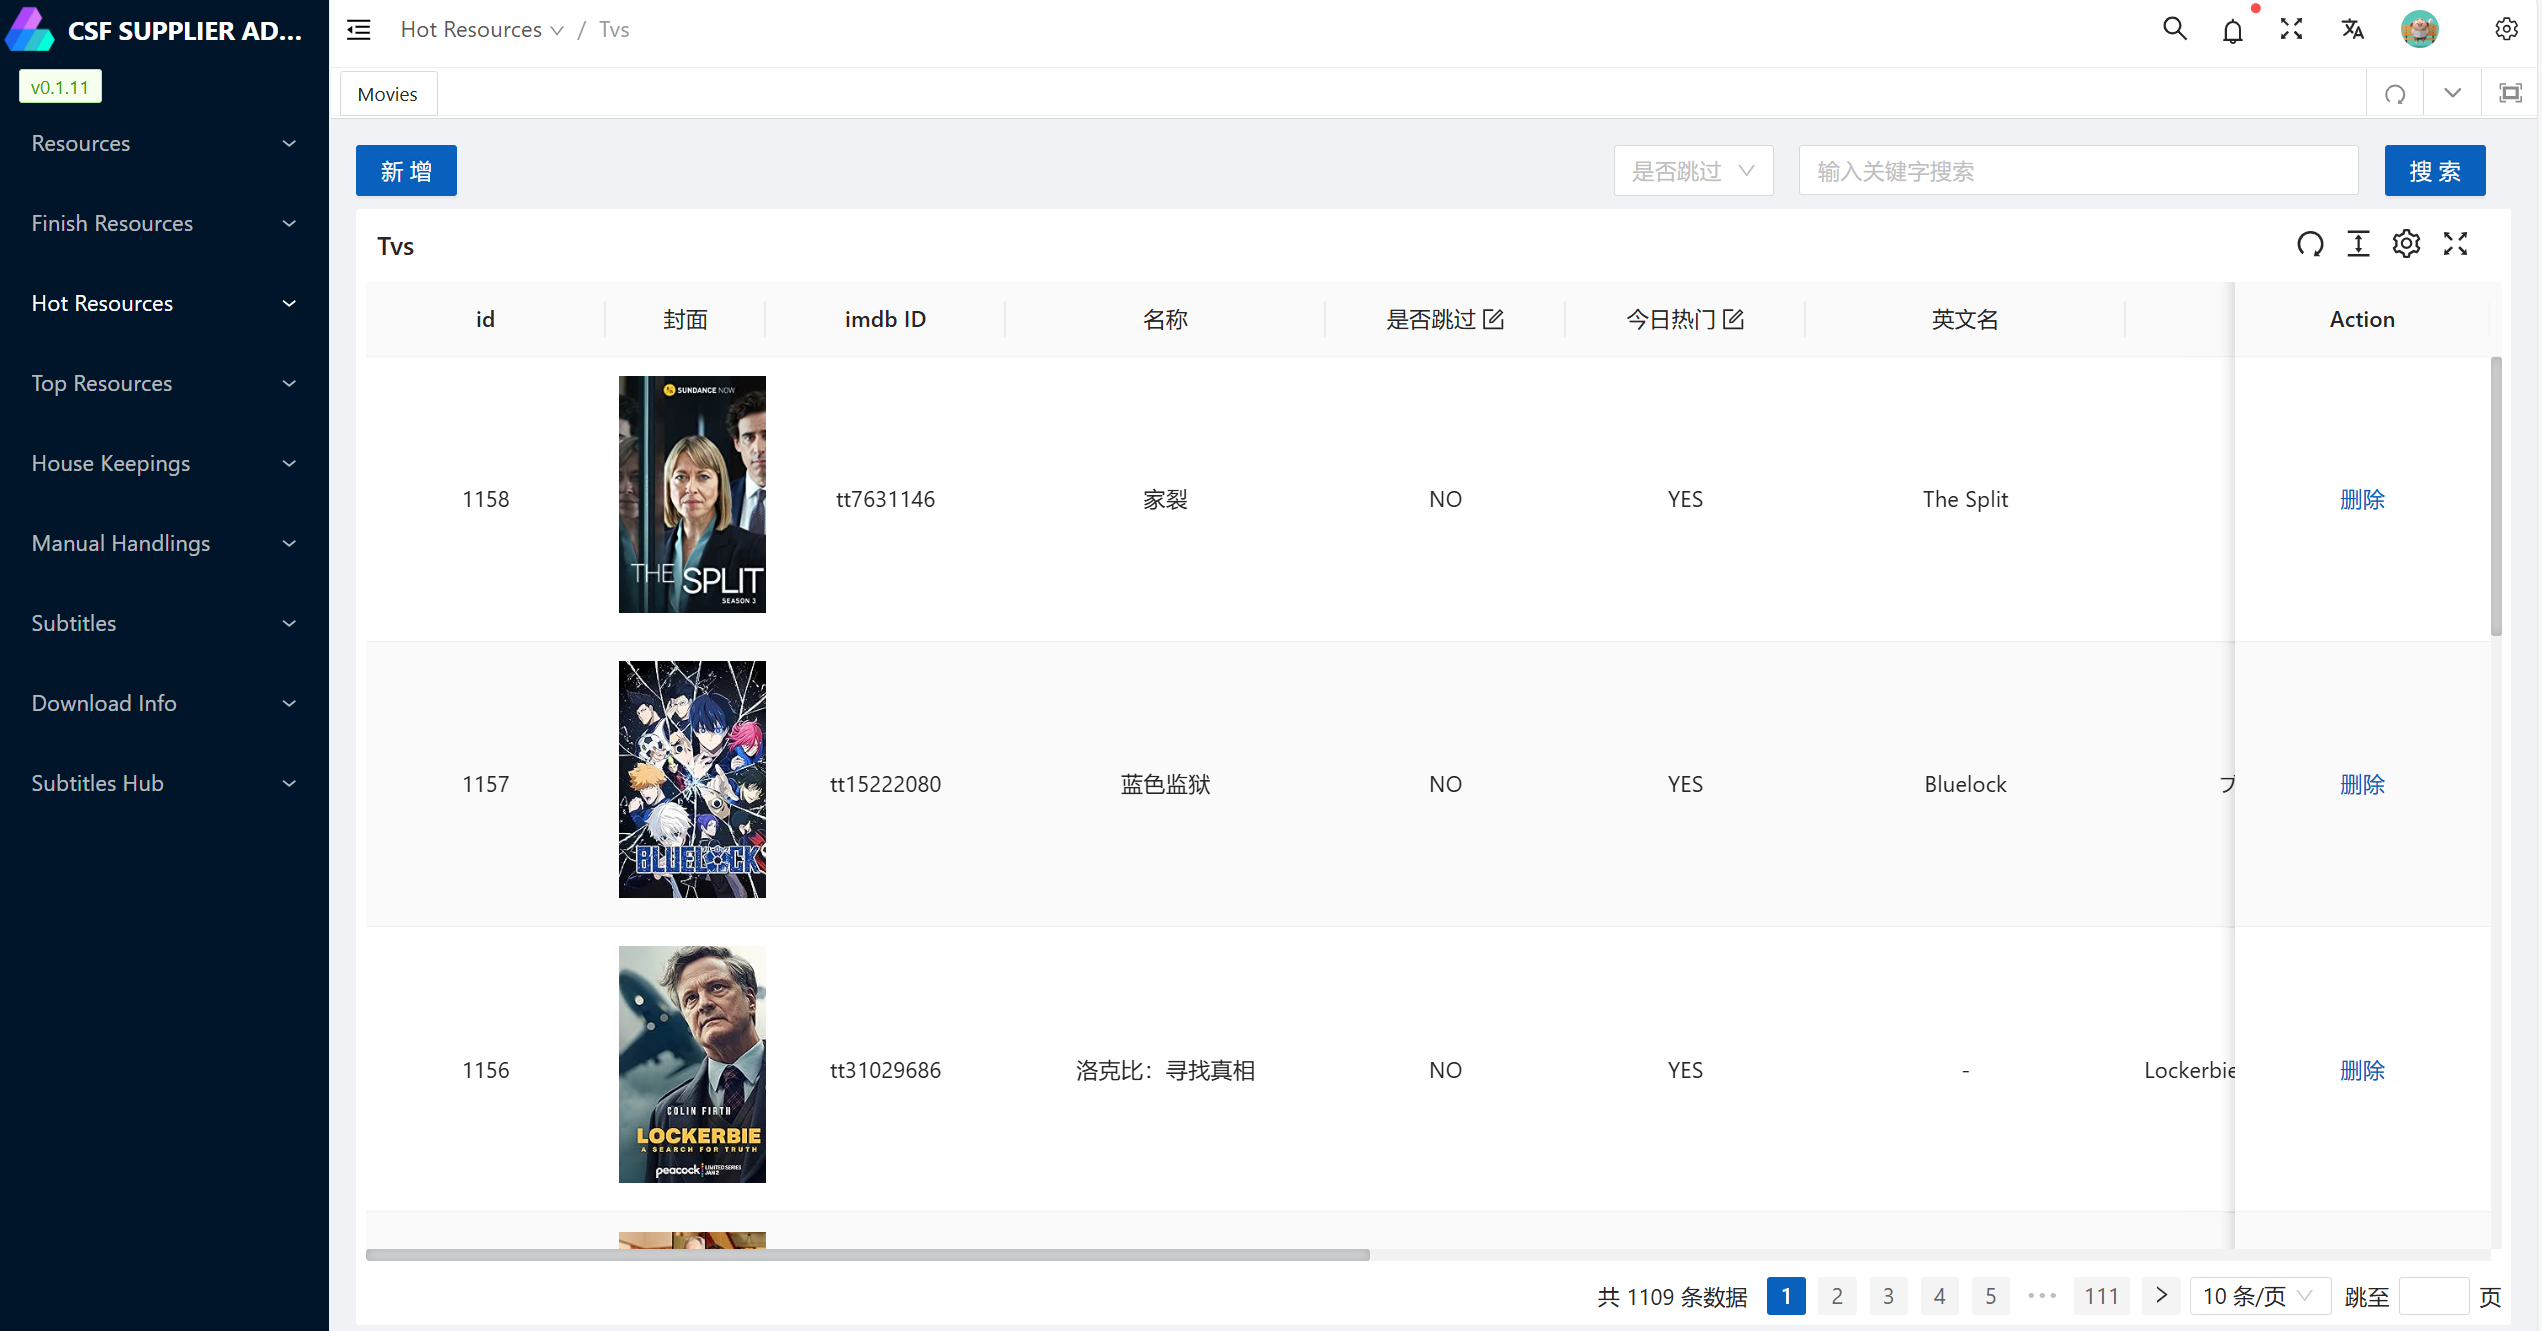 CSF SUPPLIER AD...
v0.1.11
Resources
Finish Resources
Hot Resources
Top Resources
House Keepings
Manual Handlings
Subtitles
Download Info
Subtitles Hub
Hot Resources / Tvs
Movies
新 增
是否跳过
输入关键字搜索
搜 索
Tvs
id 封面 imdb ID 名称 是否跳过 今日热门 英文名 Action
SUNDANCE NOW
THE SPLIT
SEASON 3
1158 tt7631146 家裂 NO YES The Split 删除
BLUELOCK
1157 tt15222080 蓝色监狱 NO YES Bluelock ブ 删除
COLIN FIRTH
LOCKERBIE
A SEARCH FOR TRUTH
peacock LIMITED SERIES JAN 2
1156 tt31029686 洛克比：寻找真相 NO YES - Lockerbie 删除
共 1109 条数据 1 2 3 4 5 ••• 111 > 10 条/页 跳至 页